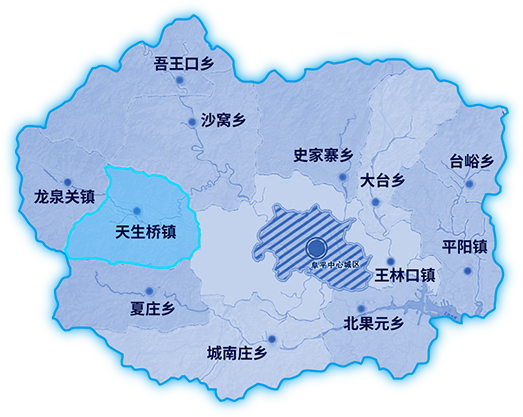 吾王口乡
沙窝乡
史家寨乡
台峪乡
大台乡
龙泉关镇
天生桥镇
平阳镇
阜平中心城区
王林口镇
夏庄乡
北果元乡
城南庄乡